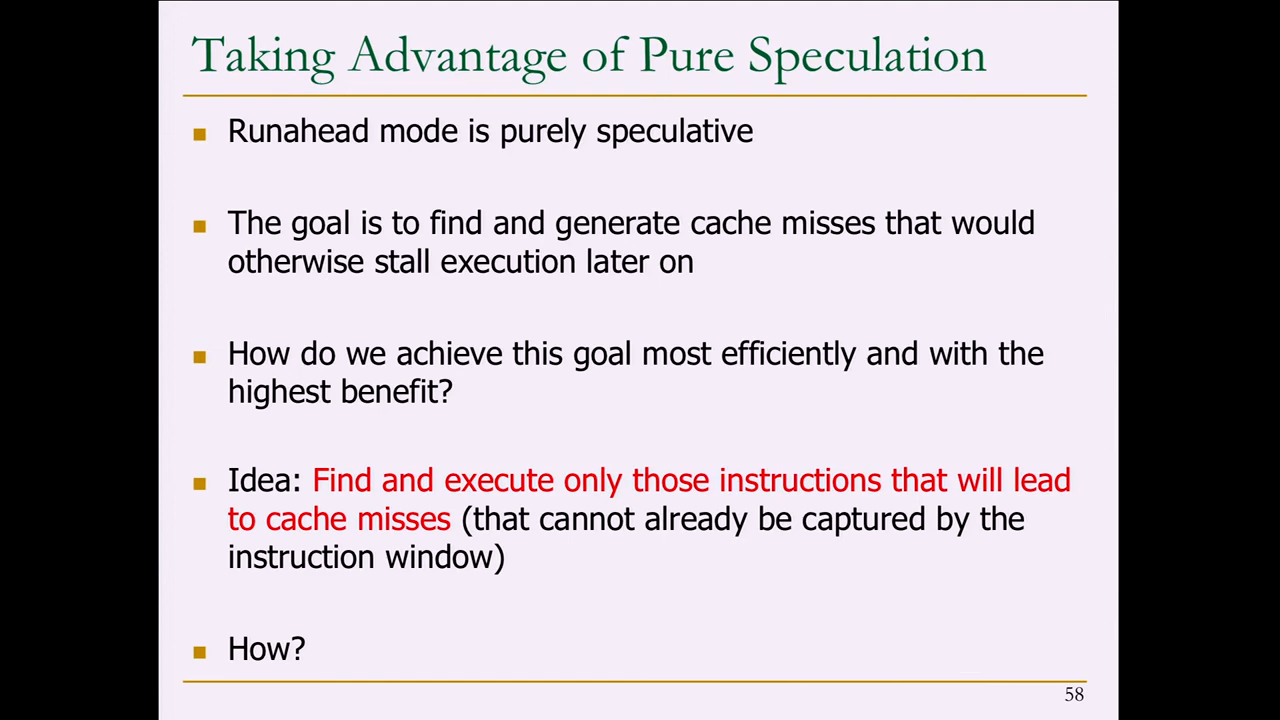 Taking Advantage of Pure Speculation
Runahead mode is purely speculative
The goal is to find and generate cache misses that would
otherwise stall execution later on
How do we achieve this goal most efficiently and with the
highest benefit?
Idea: Find and execute only those instructions that will lead
to cache misses (that cannot already be captured by the
instruction window)
How?
58